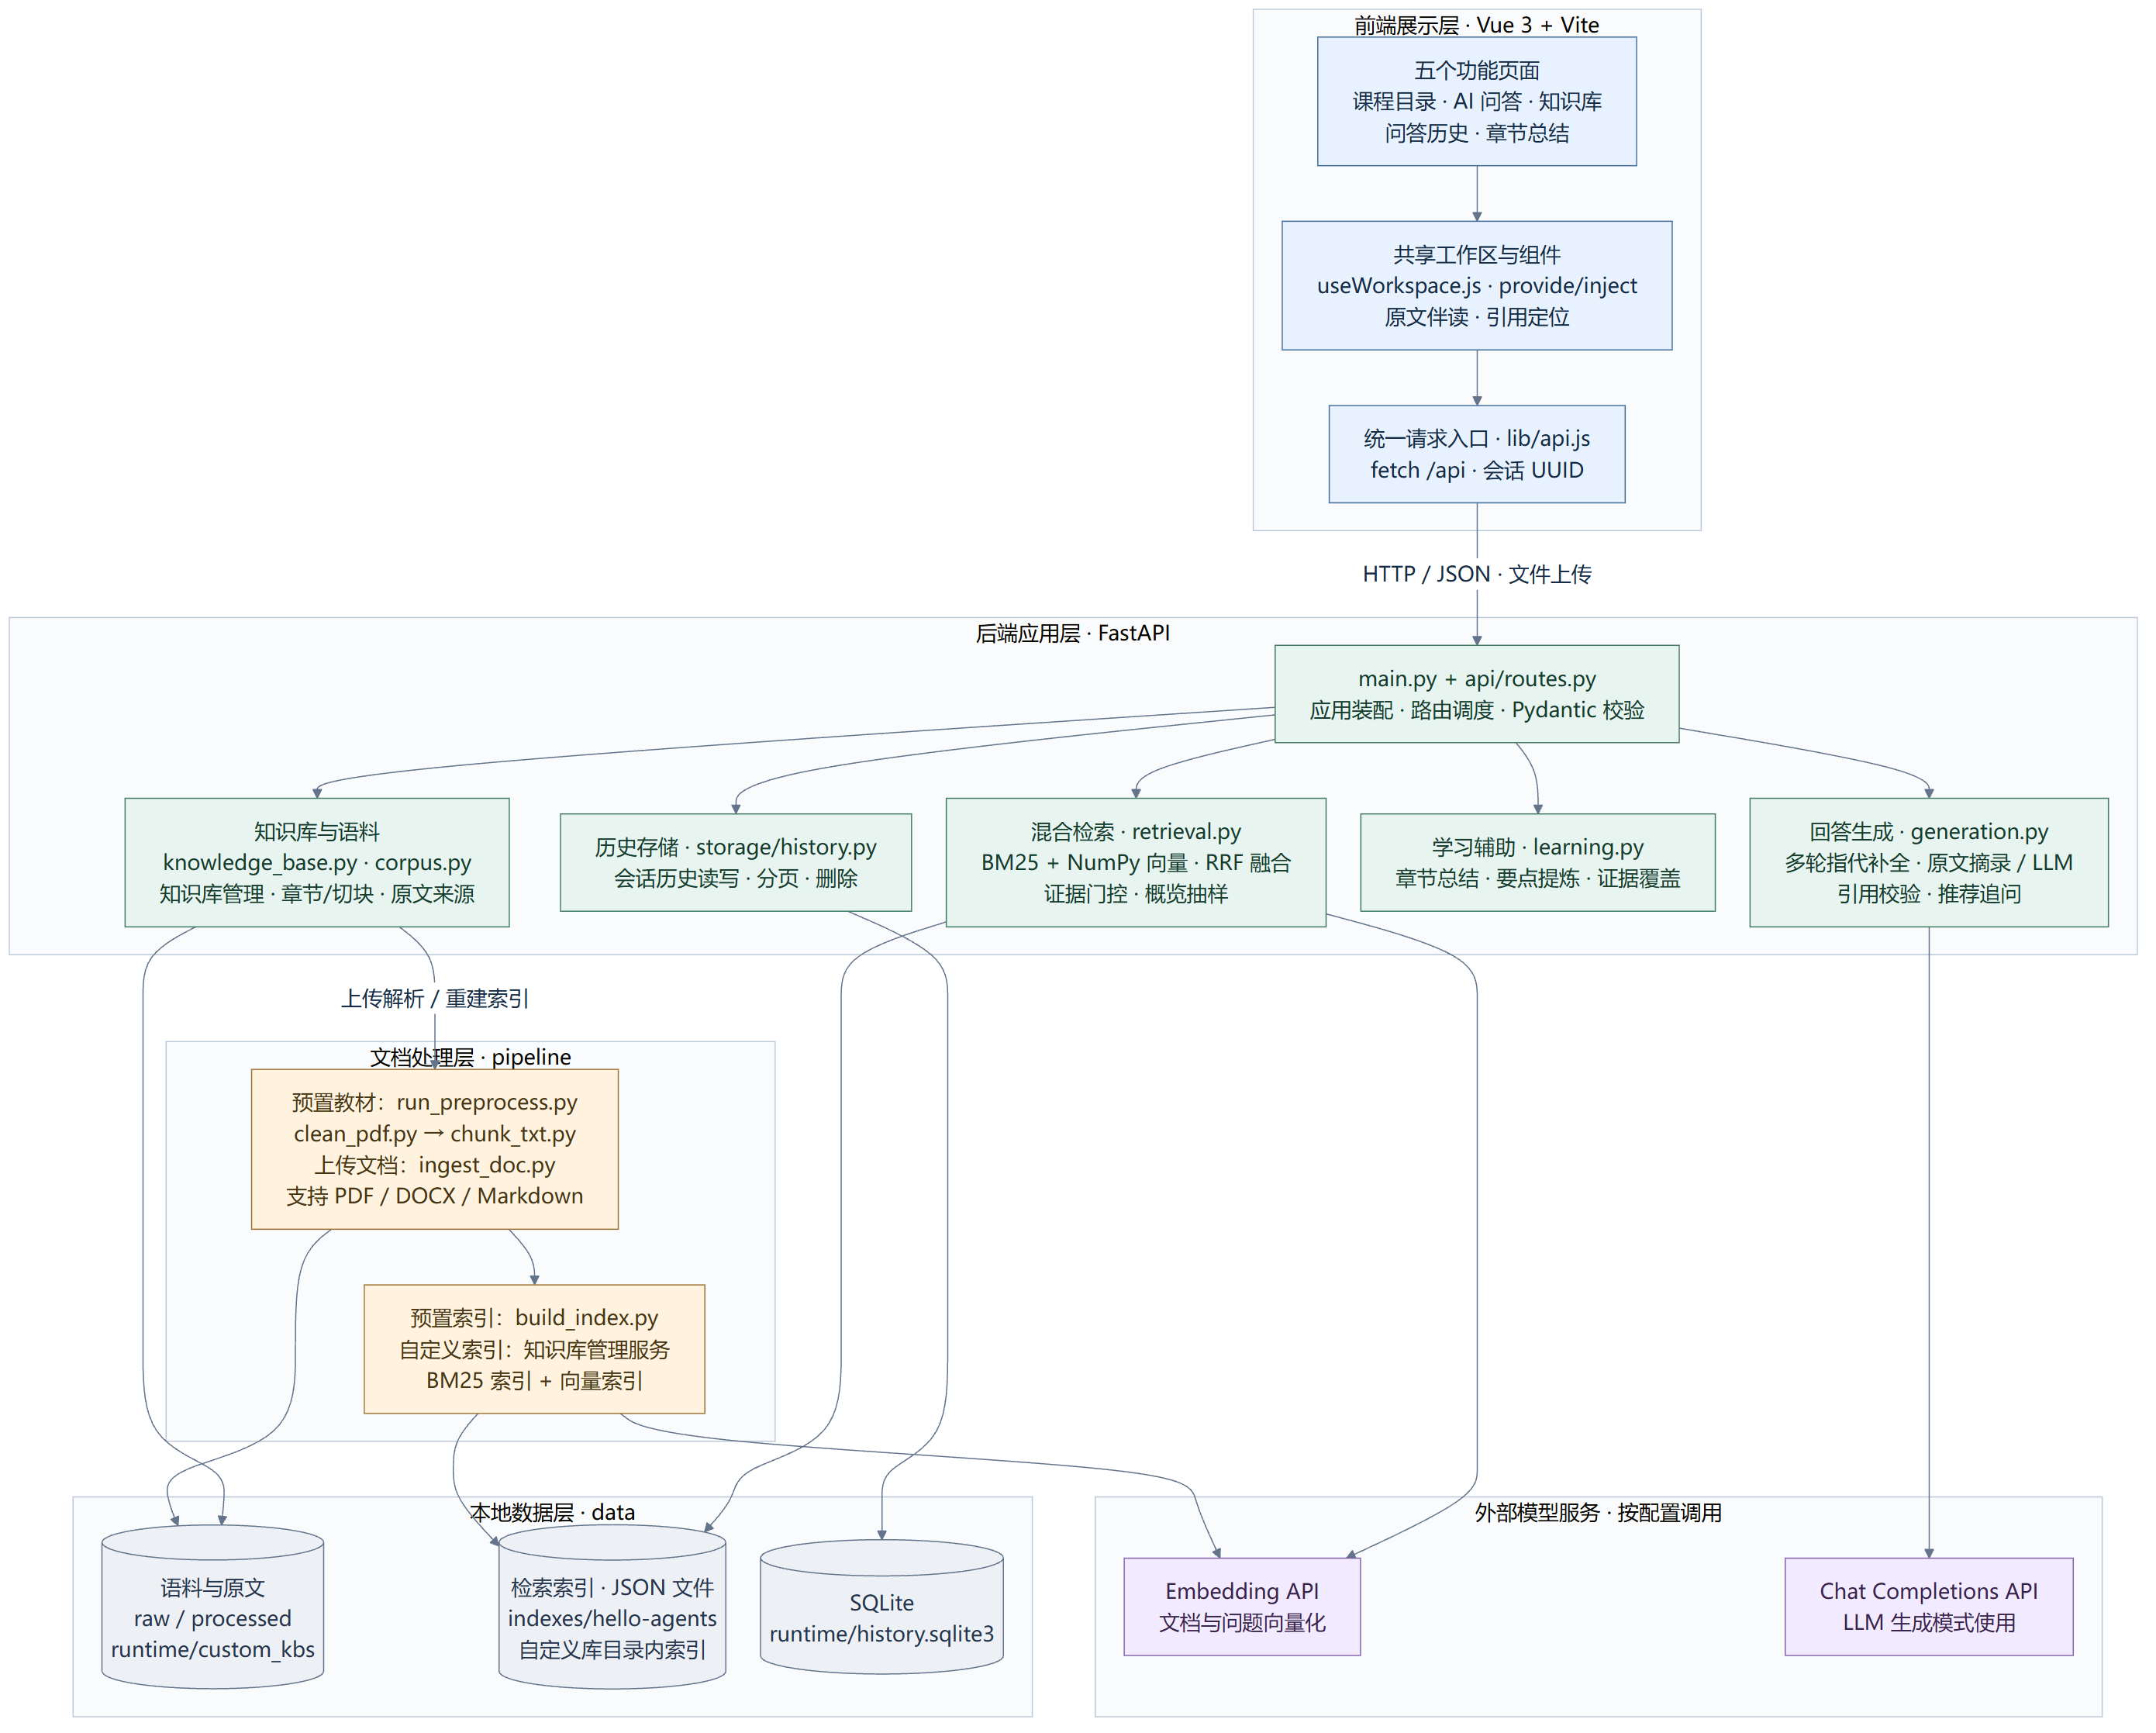 前端展示层 · Vue 3 + Vite
五个功能页面
课程目录 · AI 问答 · 知识库
问答历史 · 章节总结
共享工作区与组件
useWorkspace.js · provide/inject
原文伴读 · 引用定位
统一请求入口 · lib/api.js
fetch /api · 会话 UUID
HTTP / JSON · 文件上传
后端应用层 · FastAPI
main.py + api/routes.py
应用装配 · 路由调度 · Pydantic 校验
知识库与语料
knowledge_base.py · corpus.py
知识库管理 · 章节/切块 · 原文来源
历史存储 · storage/history.py
会话历史读写 · 分页 · 删除
混合检索 · retrieval.py
BM25 + NumPy 向量 · RRF 融合
证据门控 · 概览抽样
学习辅助 · learning.py
章节总结 · 要点提炼 · 证据覆盖
回答生成 · generation.py
多轮指代补全 · 原文摘录 / LLM
引用校验 · 推荐追问
上传解析 / 重建索引
文档处理层 · pipeline
预置教材：run_preprocess.py
clean_pdf.py → chunk_txt.py
上传文档：ingest_doc.py
支持 PDF / DOCX / Markdown
预置索引：build_index.py
自定义索引：知识库管理服务
BM25 索引 + 向量索引
本地数据层 · data
语料与原文
raw / processed
runtime/custom_kbs
检索索引 · JSON 文件
indexes/hello-agents
自定义库目录内索引
SQLite
runtime/history.sqlite3
外部模型服务 · 按配置调用
Embedding API
文档与问题向量化
Chat Completions API
LLM 生成模式使用